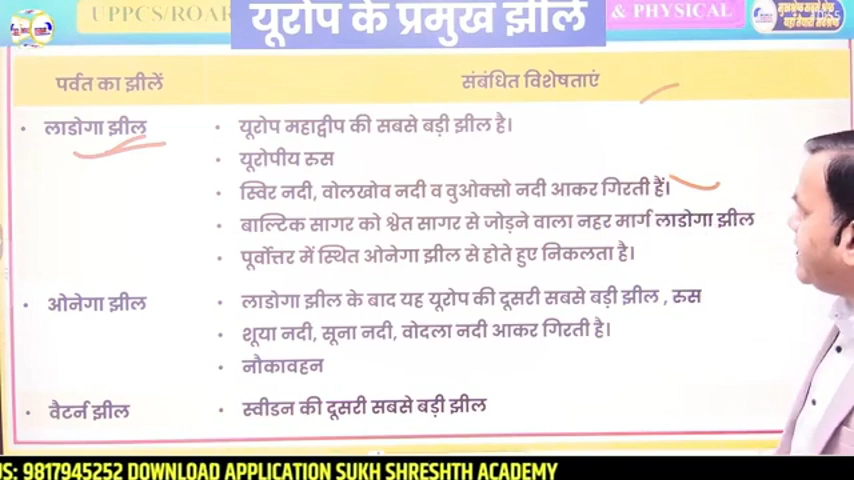 UPPCS/ROAR
यूरोप के प्रमुख झीलें
& PHYSICAL
पर्वत का झीलें
संबंधित विशेषताएं
• लाडोगा झील
• यूरोप महाद्वीप की सबसे बड़ी झील है।
• यूरोपीय रुस
• स्विर नदी, वोलखोव नदी व वुओक्सो नदी आकर गिरती हैं।
• बाल्टिक सागर को श्वेत सागर से जोड़ने वाला नहर मार्ग लाडोगा झील
• पूर्वोत्तर में स्थित ओनेगा झील से होते हुए निकलता है।
• ओनेगा झील
• लाडोगा झील के बाद यह यूरोप की दूसरी सबसे बड़ी झील , रुस
• शूया नदी, सूना नदी, वोदला नदी आकर गिरती है।
• नौकावहन
• वैटर्न झील
• स्वीडन की दूसरी सबसे बड़ी झील
US: 9817945252 DOWNLOAD APPLICATION SUKH SHRESHTH ACADEMY